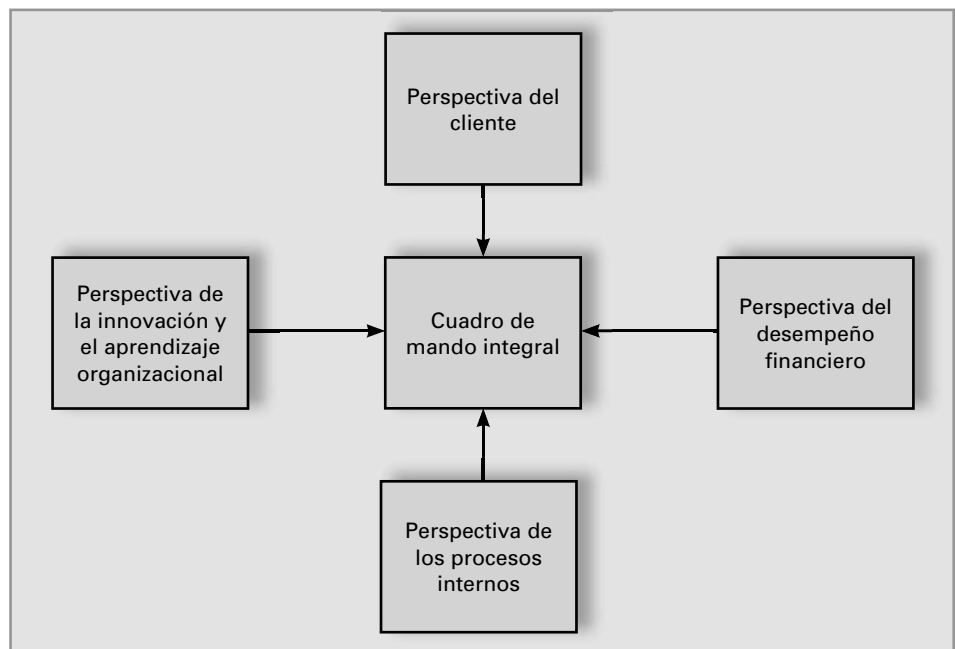 Perspectiva del
cliente
Perspectiva de
la innovación y
el aprendizaje
organizacional
Cuadro de
mando integral
Perspectiva del
desempeño
financiero
Perspectiva de
los procesos
internos